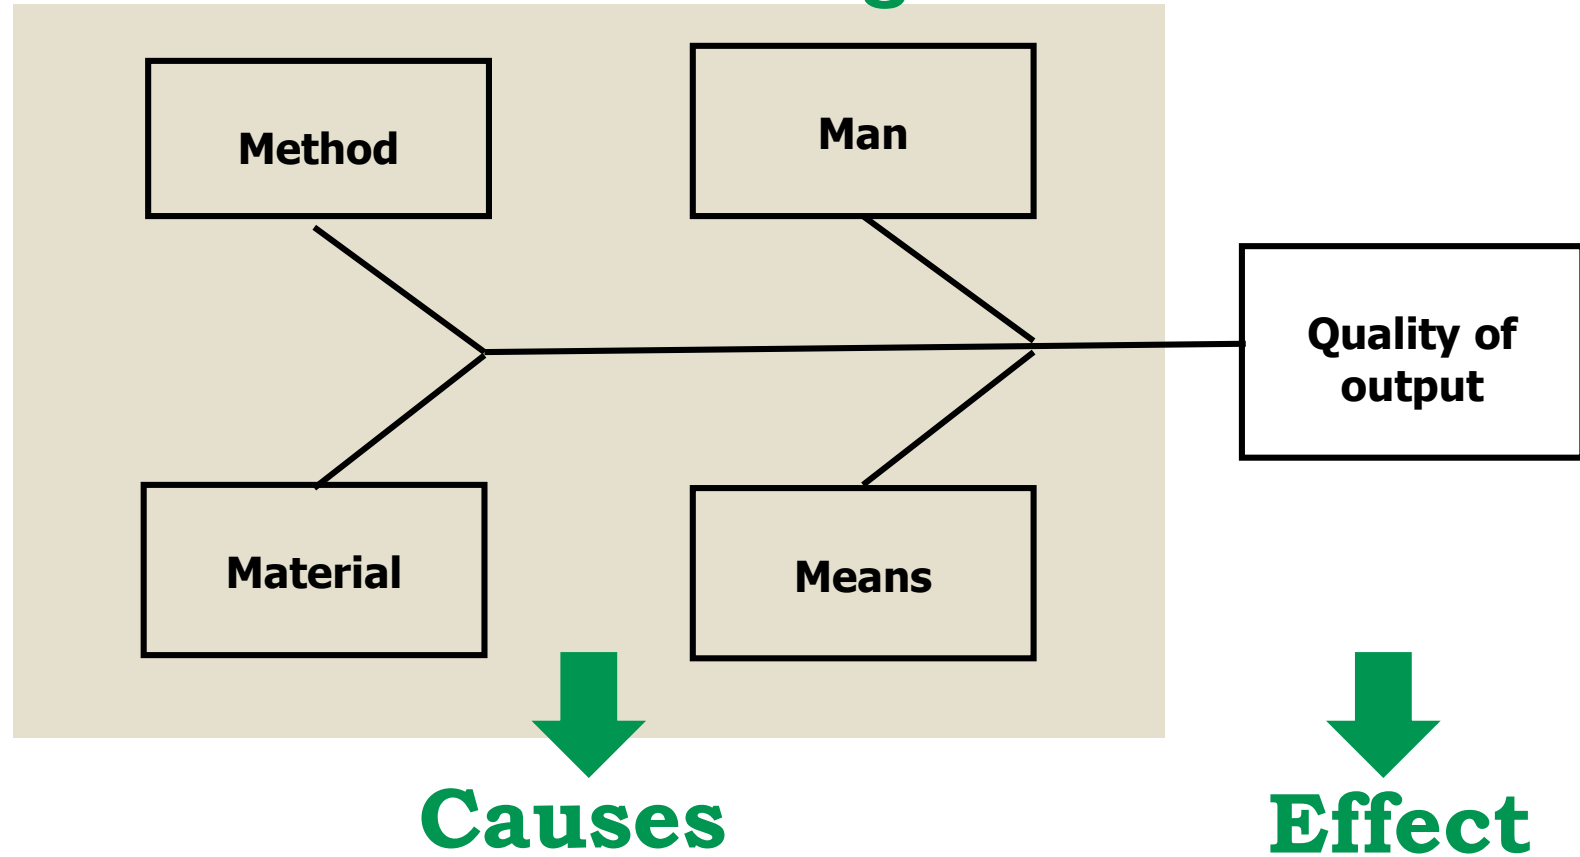 Method
Man
Quality of
output
Material
Means
Causes
Effect